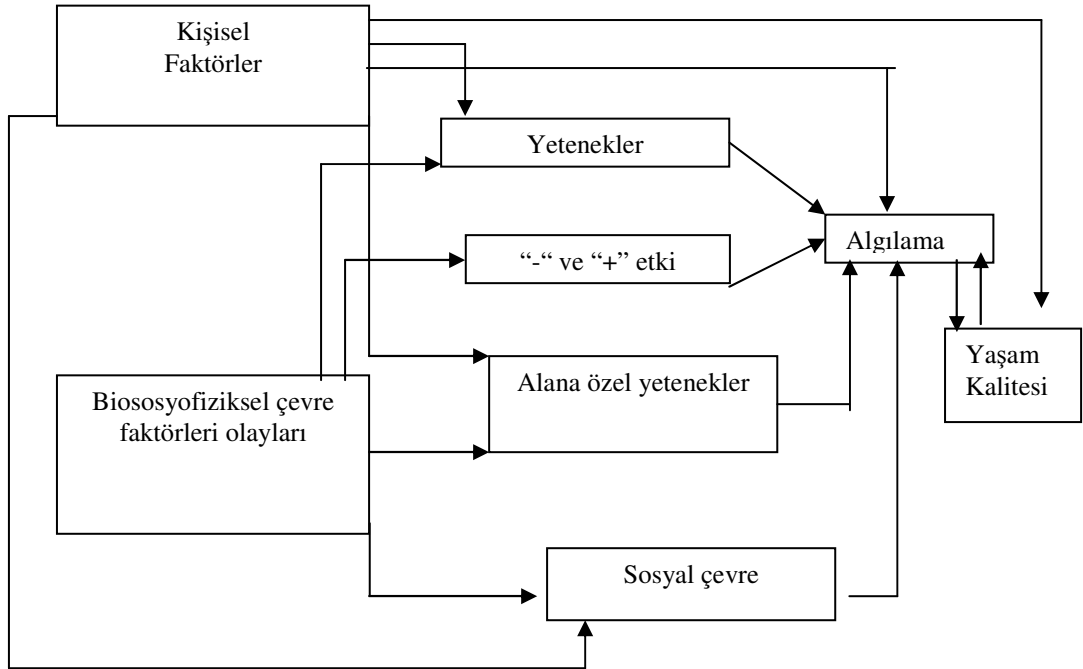 Kişisel
Faktörler
Yetenekler
Algılama
“-“ ve “+” etki
Yaşam
Kalitesi
Alana özel yetenekler
Biososyofiziksel çevre
faktörleri olayları
Sosyal çevre